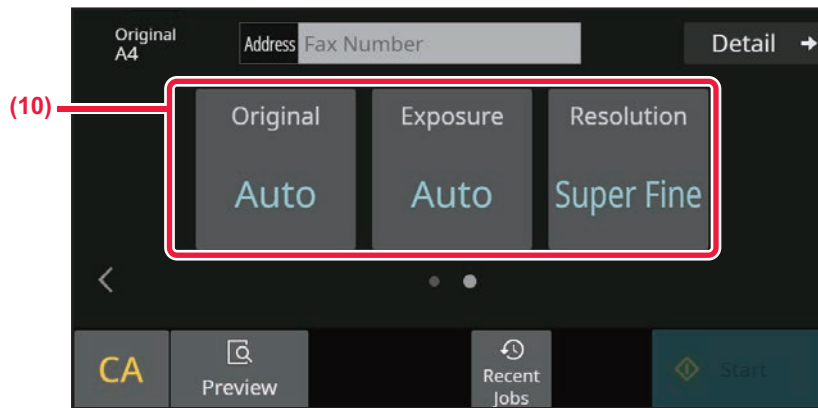 Original
A4
Address Fax Number
Detail
(10)
Original Exposure Resolution
Auto Auto Super Fine
CA
Preview
Recent
Jobs
Start